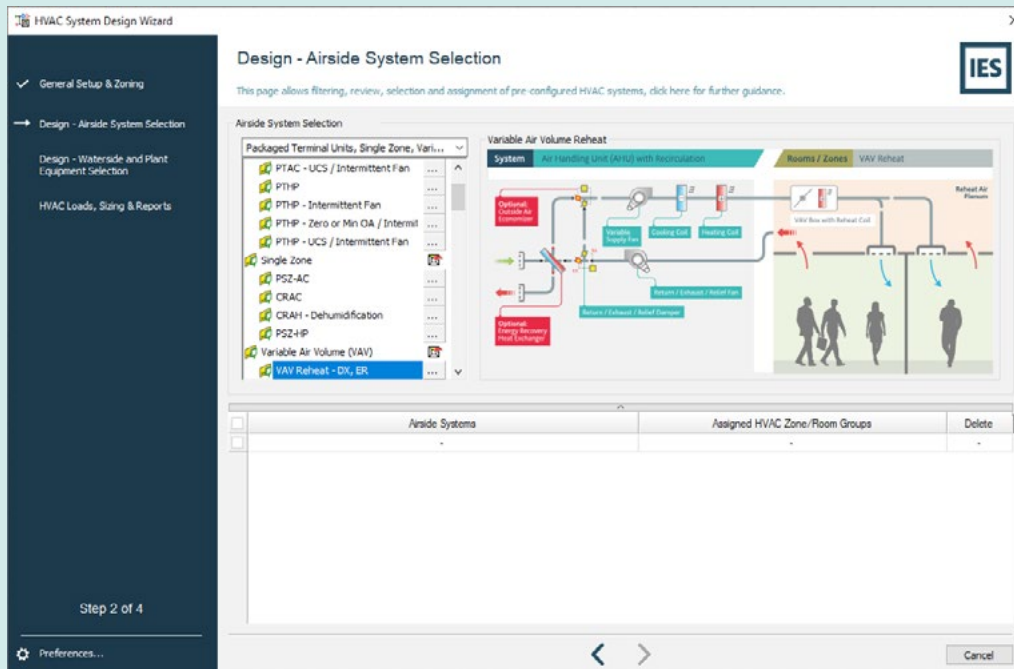 HVAC System Design Wizard
General Setup & Zoning
Design - Airside System Selection
Design - Waterside and Plant
Equipment Selection
HVAC Loads, Sizing & Reports
Step 2 of 4
Preferences...
Design - Airside System Selection
IES
This page allows filtering, review, selection and assignment of pre-configured HVAC systems, click here for further guidance.
Airside System Selection
Packaged Terminal Units, Single Zone, Vari...
PTAC - UCS / Intermittent Fan ...
PTHP ...
PTHP - Intermittent Fan ...
PTHP - Zero or Min OA / Intermit ...
PTHP - UCS / Intermittent Fan ...
Single Zone
PSZ-AC ...
CRAC ...
CRAH - Dehumidification ...
PSZ-HP ...
Variable Air Volume (VAV)
VAV Reheat - DX, ER ...
Variable Air Volume Reheat
System Air Handling Unit (AHU) with Recirculation
Rooms / Zones VAV Reheat
Optional:
Outside Air
Economizer
Variable
Supply Fan
Cooling Coil
Heating Coil
VAV Box with Reheat Coil
Reheat Air
Plenum
Return / Exhaust / Relief Fan
Return / Exhaust / Relief Damper
Optional:
Energy Recovery
Heat Exchanger
Airside Systems Assigned HVAC Zone/Room Groups Delete
- - -
Cancel